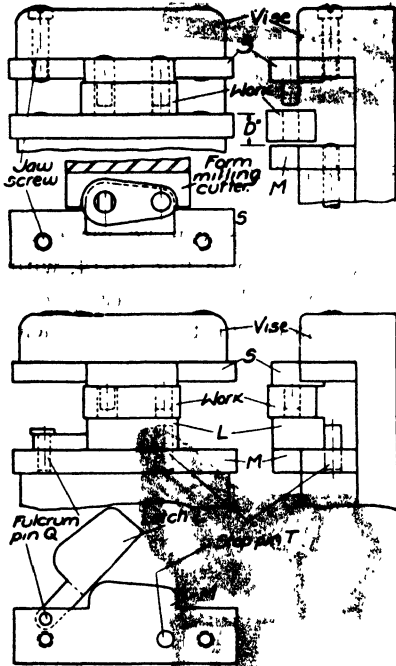 Vise
S
Work
D"
Jaw
screw
Form
milling
cutter
M
S
Vise
S
Work
L
M
Fulcrum
pin Q
pin T